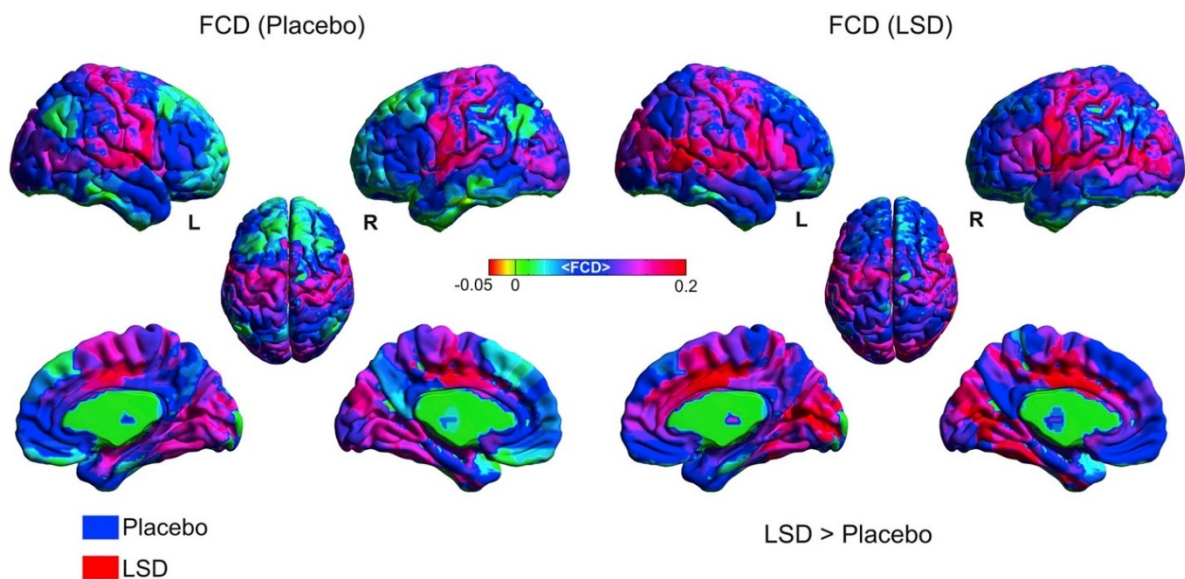 FCD (Placebo)
FCD (LSD)
L
R
L
R
<FCD>
-0.05
0
0.2
Placebo
LSD
LSD > Placebo